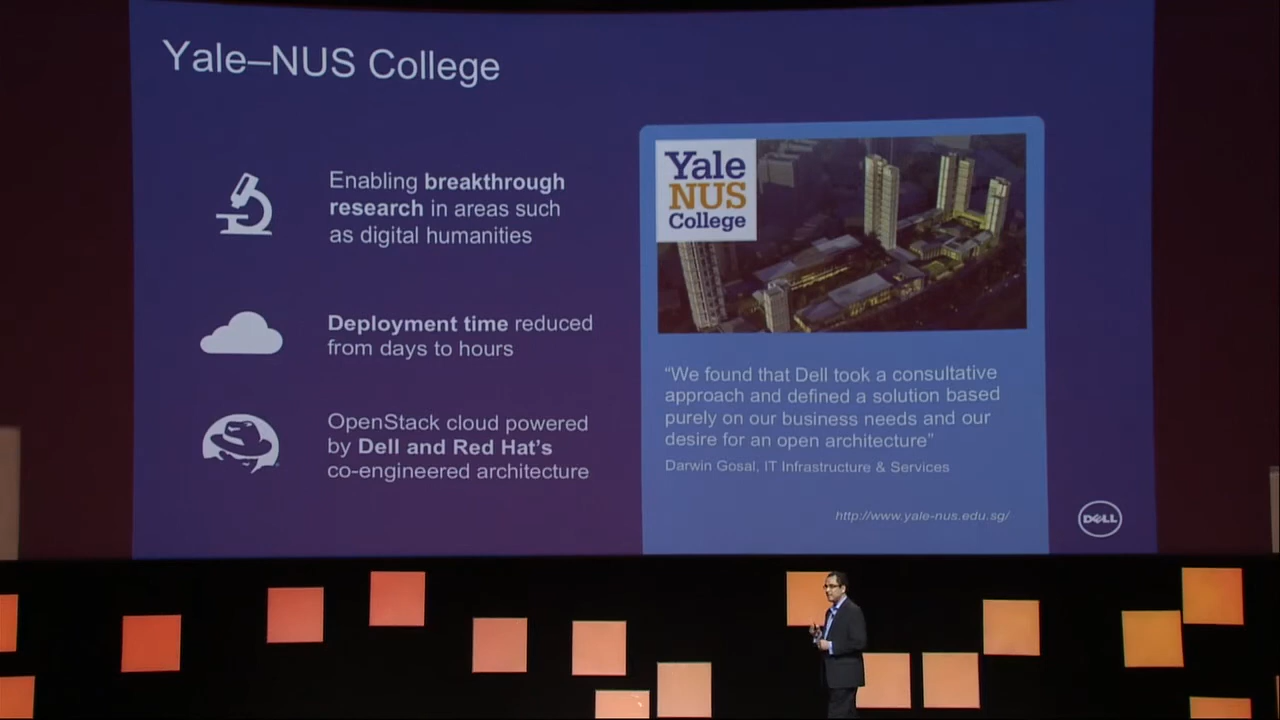 Yale–NUS College
Enabling breakthrough
research in areas such
as digital humanities
Deployment time reduced
from days to hours
OpenStack cloud powered
by Dell and Red Hat's
co-engineered architecture
Yale
NUS
College
“We found that Dell took a consultative
approach and defined a solution based
purely on our business needs and our
desire for an open architecture”
Darwin Gosal, IT Infrastructure & Services
http://www.yale-nus.edu.sg/
DELL